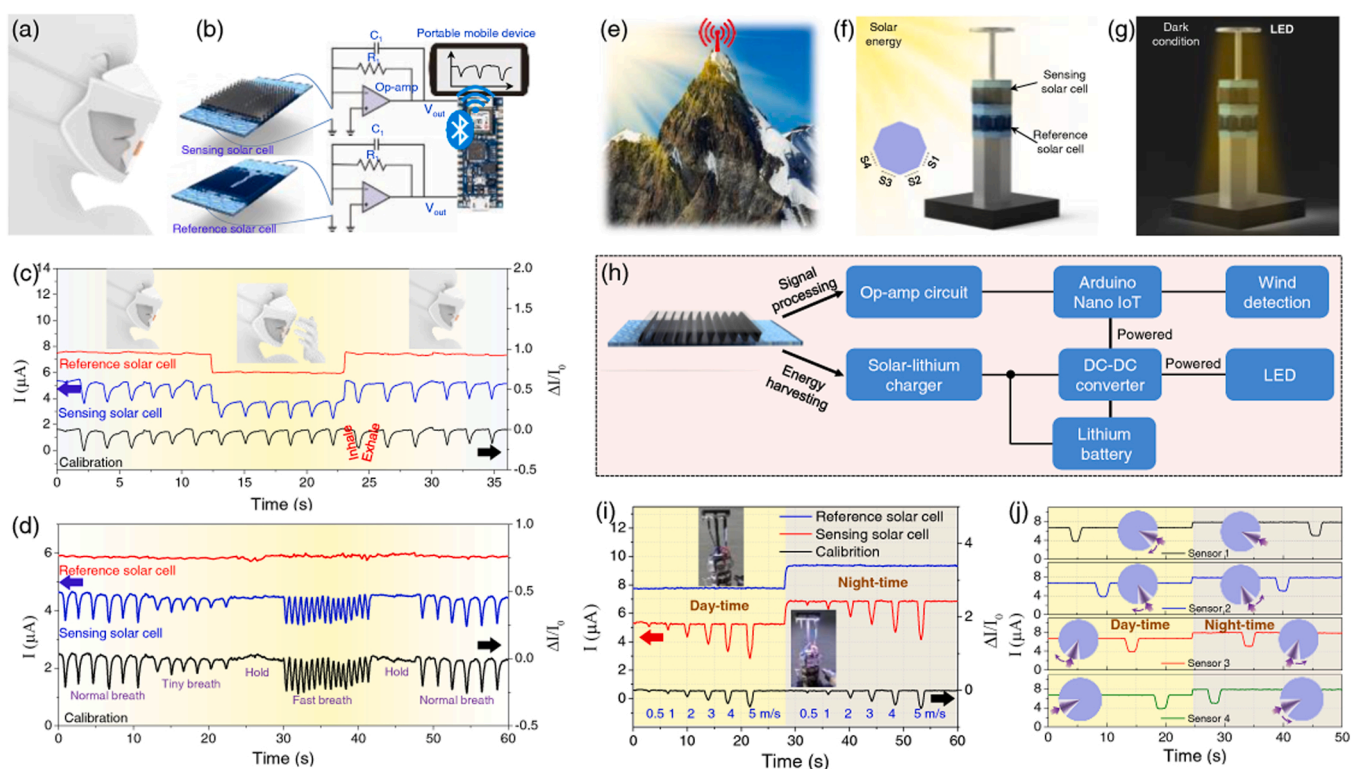 (a)
(b)
C1
R1
Op-amp
Vout
Portable mobile device
Sensing solar cell
C1
R1
Vout
Reference solar cell
(c)
14
12
10
8
6
4
2
0
I (μA)
2.0
1.5
1.0
0.5
0.0
-0.5
ΔI/I0
Reference solar cell
Sensing solar cell
Inhale
Exhale
Calibration
0 5 10 15 20 25 30 35
Time (s)
(d)
6
4
2
0
I (μA)
1.0
0.5
0.0
-0.5
ΔI/I0
Reference solar cell
Sensing solar cell
Normal breath
Tiny breath
Hold
Fast breath
Hold
Normal breath
Calibration
0 10 20 30 40 50 60
Time (s)
(e)
(f)
Solar
energy
Sensing
solar cell
Reference
solar cell
S4
S3
S2
S1
(g)
Dark
condition
LED
(h)
Signal
processing
Energy
harvesting
Op-amp circuit
Arduino
Nano IoT
Wind
detection
Powered
Solar-lithium
charger
DC-DC
converter
Powered
LED
Lithium
battery
(i)
12
10
8
6
4
2
0
I (μA)
4
2
0
ΔI/I0
Reference solar cell
Sensing solar cell
Calibrition
Day-time
Night-time
0.5 1 2 3 4 5 m/s
0.5 1 2 3 4 5 m/s
0 10 20 30 40 50 60
Time (s)
(j)
8
4
Sensor 1
8
4
Sensor 2
8
4
Day-time
Night-time
Sensor 3
8
4
Sensor 4
I (μA)
0 10 20 30 40 50
Time (s)